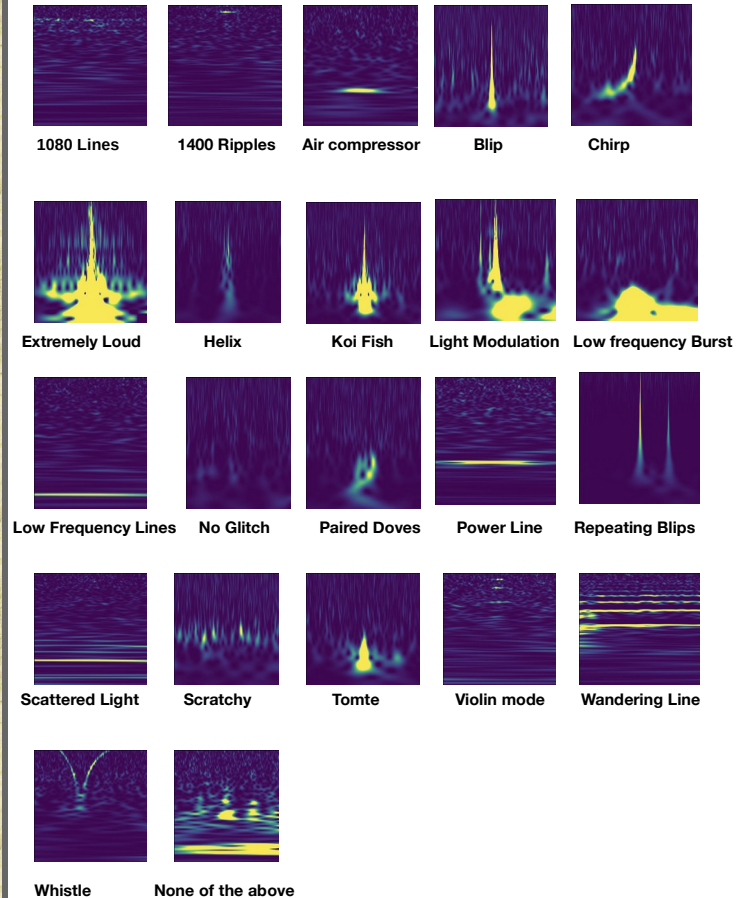 1080 Lines
1400 Ripples
Air compressor
Blip
Chirp
Extremely Loud
Helix
Koi Fish
Light Modulation
Low frequency Burst
Low Frequency Lines
No Glitch
Paired Doves
Power Line
Repeating Blips
Scattered Light
Scratchy
Tomte
Violin mode
Wandering Line
Whistle
None of the above